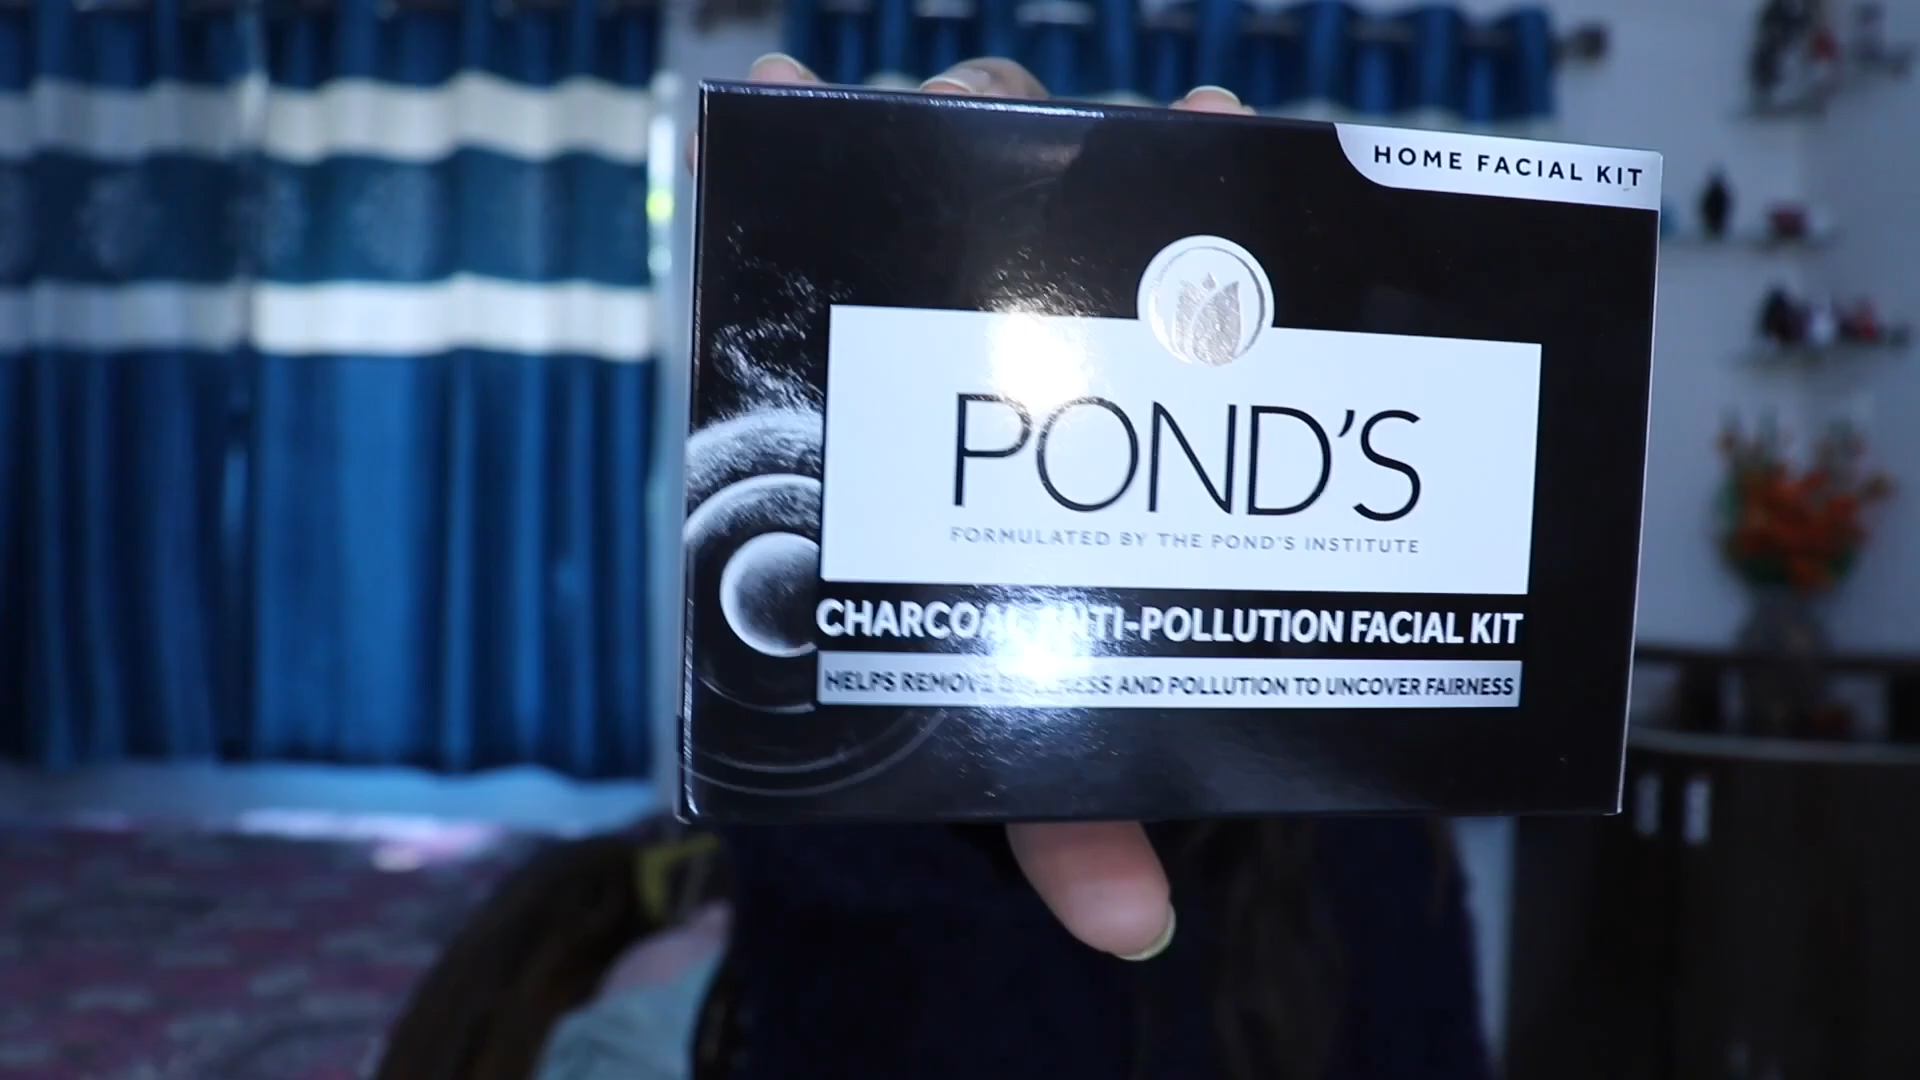 HOME FACIAL KIT
POND'S
FORMULATED BY THE POND'S INSTITUTE
CHARCOAL ANTI-POLLUTION FACIAL KIT
HELPS REMOVE AND POLLUTION TO UNCOVER FAIRNESS